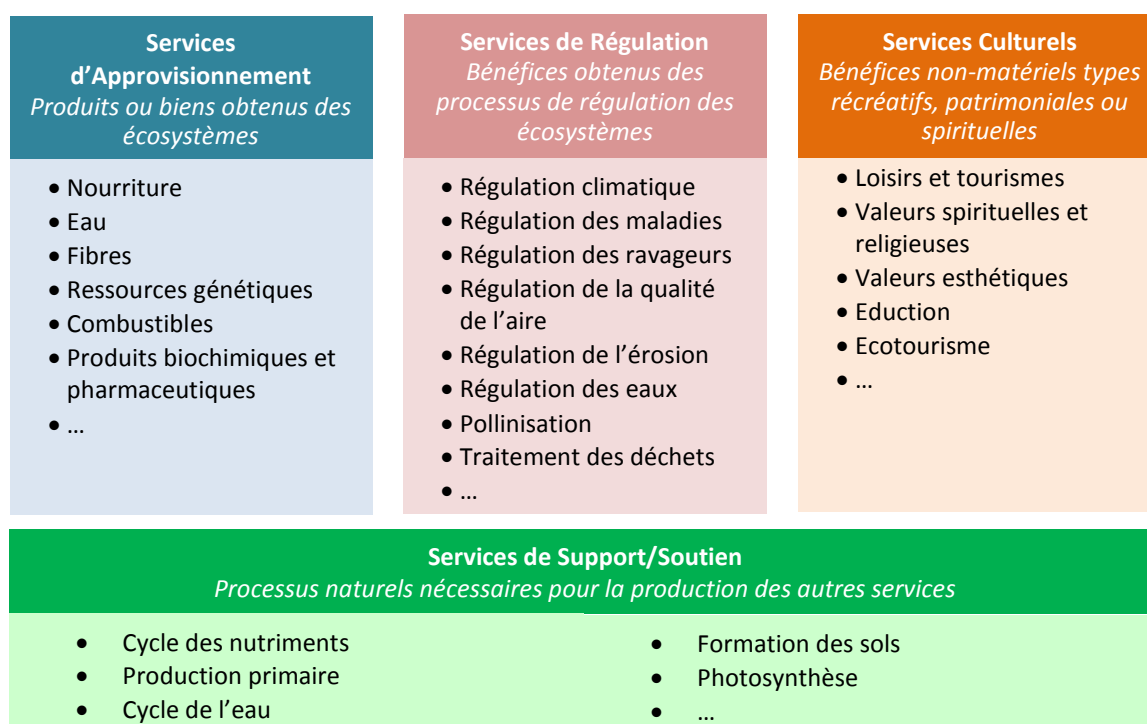 Services
d’Approvisionnement
Produits ou biens obtenus des
écosystèmes
• Nourriture
• Eau
• Fibres
• Ressources génétiques
• Combustibles
• Produits biochimiques et
pharmaceutiques
• …
Services de Régulation
Bénéfices obtenus des
processus de régulation des
écosystèmes
• Régulation climatique
• Régulation des maladies
• Régulation des ravageurs
• Régulation de la qualité
de l’aire
• Régulation de l’érosion
• Régulation des eaux
• Pollinisation
• Traitement des déchets
• …
Services Culturels
Bénéfices non-matériels types
récréatifs, patrimoniales ou
spirituelles
• Loisirs et tourismes
• Valeurs spirituelles et
religieuses
• Valeurs esthétiques
• Eduction
• Ecotourisme
• …
Services de Support/Soutien
Processus naturels nécessaires pour la production des autres services
• Cycle des nutriments
• Production primaire
• Cycle de l’eau
• Formation des sols
• Photosynthèse
• …